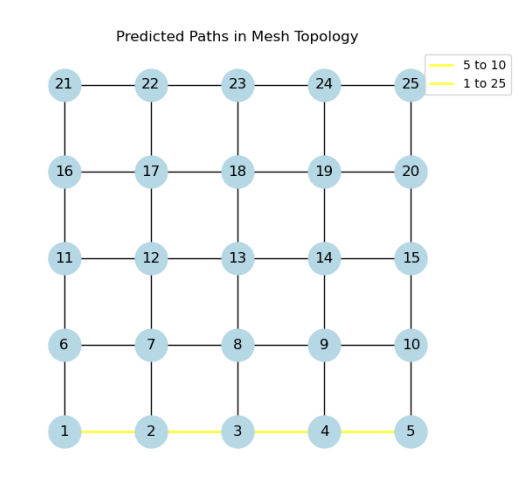 Predicted Paths in Mesh Topology
5 to 10
1 to 25
21 22 23 24 25
16 17 18 19 20
11 12 13 14 15
6 7 8 9 10
1 2 3 4 5